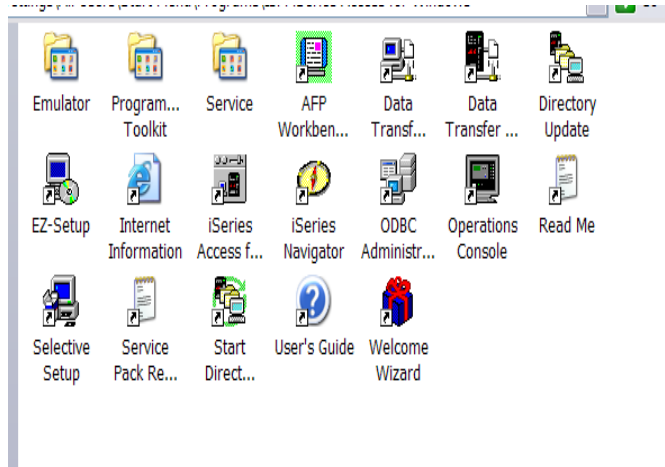 Emulator
Program... Toolkit
Service
AFP Workben...
Data Transf...
Data Transfer ...
Directory Update
EZ-Setup
Internet Information
iSeries Access f...
iSeries Navigator
ODBC Administr...
Operations Console
Read Me
Selective Setup
Service Pack Re...
Start Direct...
User's Guide
Welcome Wizard